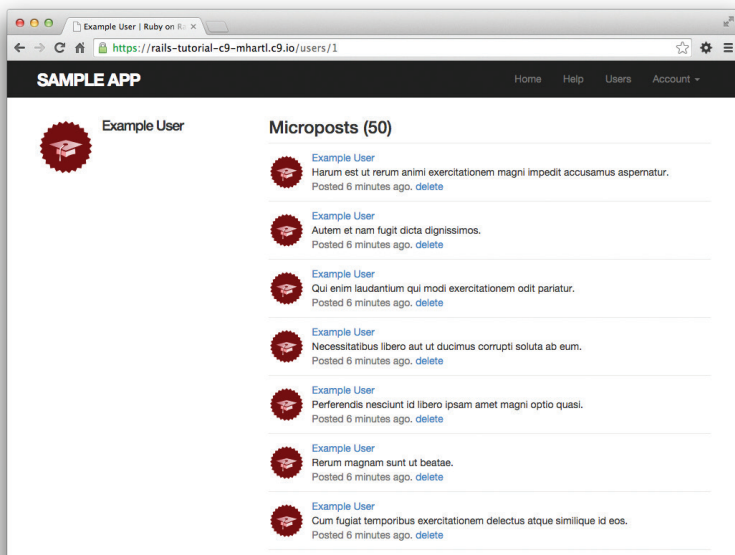 Example User | Ruby on R
https://rails-tutorial-c9-mhartl.c9.io/users/1
SAMPLE APP
Home
Help
Users
Account
Example User
Microposts (50)
Example User
Harum est ut rerum animi exercitationem magni impedit accusamus aspernatur.
Posted 6 minutes ago. delete
Example User
Autem et nam fugit dicta dignissimos.
Posted 6 minutes ago. delete
Example User
Qui enim laudantium qui modi exercitationem odit pariatur.
Posted 6 minutes ago. delete
Example User
Necessitatibus libero aut ut ducimus corrupti soluta ab eum.
Posted 6 minutes ago. delete
Example User
Perferendis nesciunt id libero ipsam amet magni optio quasi.
Posted 6 minutes ago. delete
Example User
Rerum magnam sunt ut beatae.
Posted 6 minutes ago. delete
Example User
Cum fugiat temporibus exercitationem delectus atque similique id eos.
Posted 6 minutes ago. delete